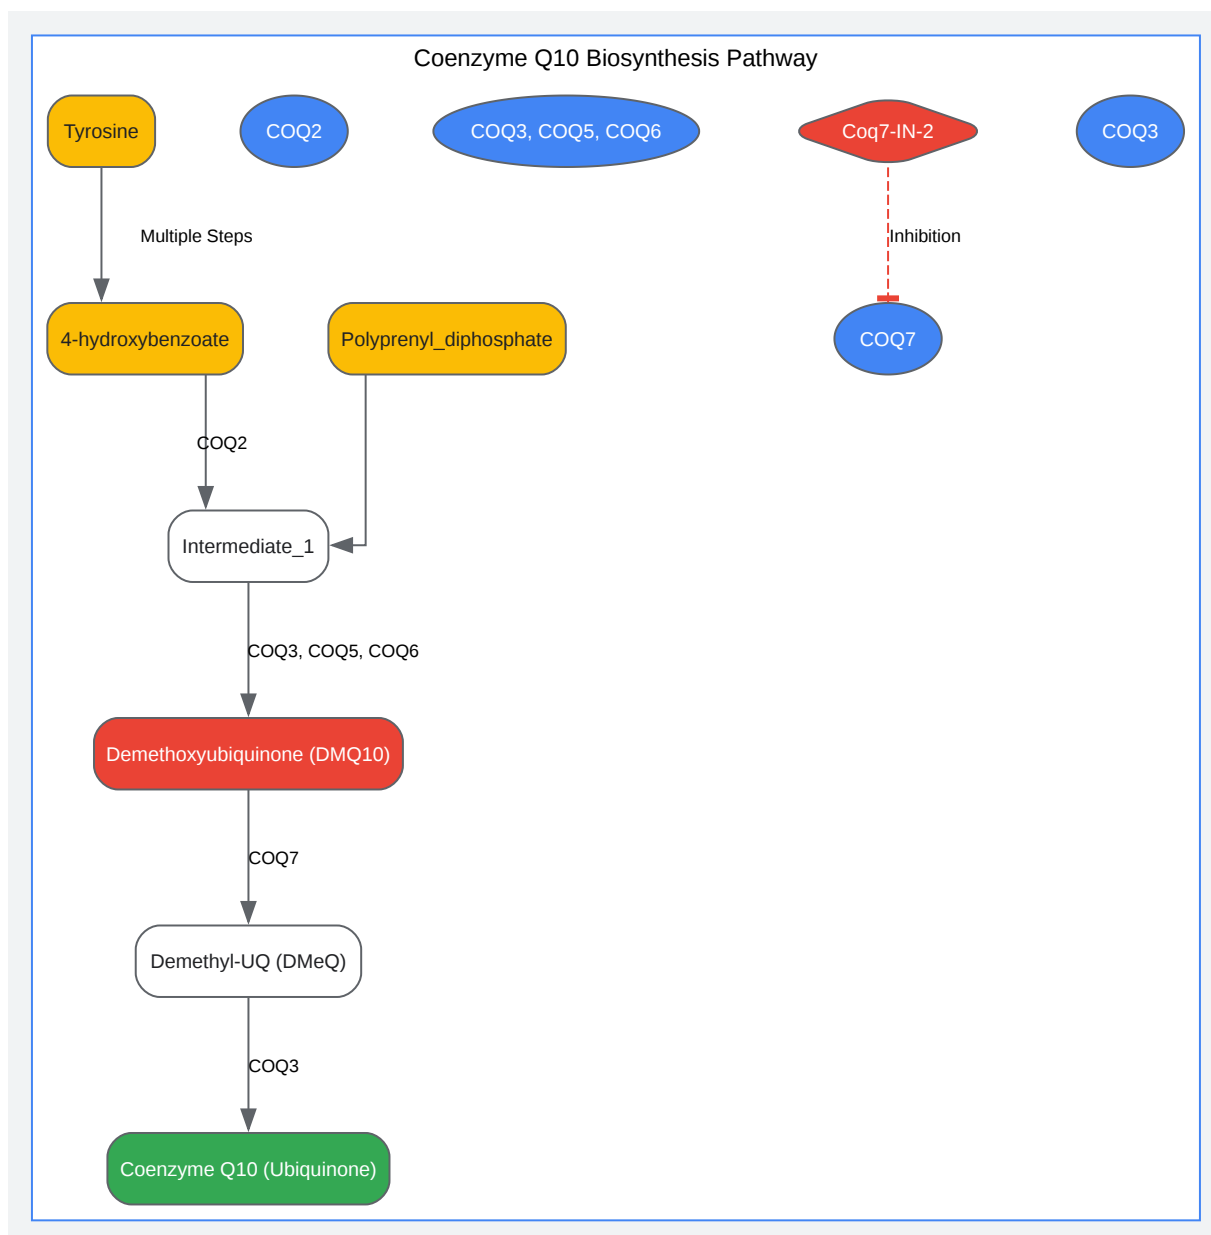 Coenzyme Q10 Biosynthesis Pathway
Tyrosine
COQ2
COQ3, COQ5, COQ6
Coq7-IN-2
COQ3
Multiple Steps
Inhibition
4-hydroxybenzoate
Polyprenyl_diphosphate
COQ7
COQ2
Intermediate_1
COQ3, COQ5, COQ6
Demethoxyubiquinone (DMQ10)
COQ7
Demethyl-UQ (DMeQ)
COQ3
Coenzyme Q10 (Ubiquinone)